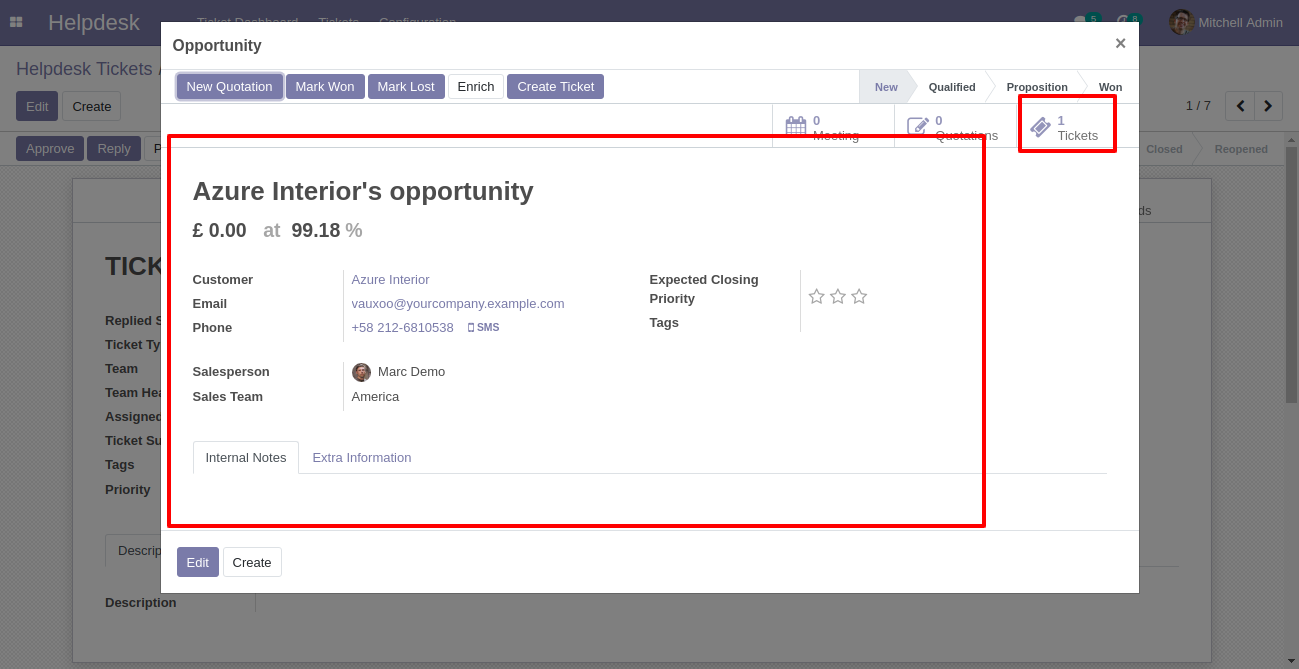 Helpdesk Ticket Dashboard Tickets Configuration 5 8 Mitchell Admin
Helpdesk Tickets /
Edit Create
1 / 7
Approve Reply
Closed Reopened
Opportunity ×
New Quotation Mark Won Mark Lost Enrich Create Ticket
New Qualified Proposition Won
0 Meeting
0 Quotations
1 Tickets
Azure Interior's opportunity
£ 0.00 at 99.18 %
Customer Azure Interior
Email vauxoo@yourcompany.example.com
Phone +58 212-6810538 SMS
Expected Closing
Priority
Tags
Salesperson Marc Demo
Sales Team America
Internal Notes Extra Information
Edit Create
TICK
Replied S
Ticket Ty
Team
Team Hea
Assigned
Ticket Su
Tags
Priority
Descrip
Description